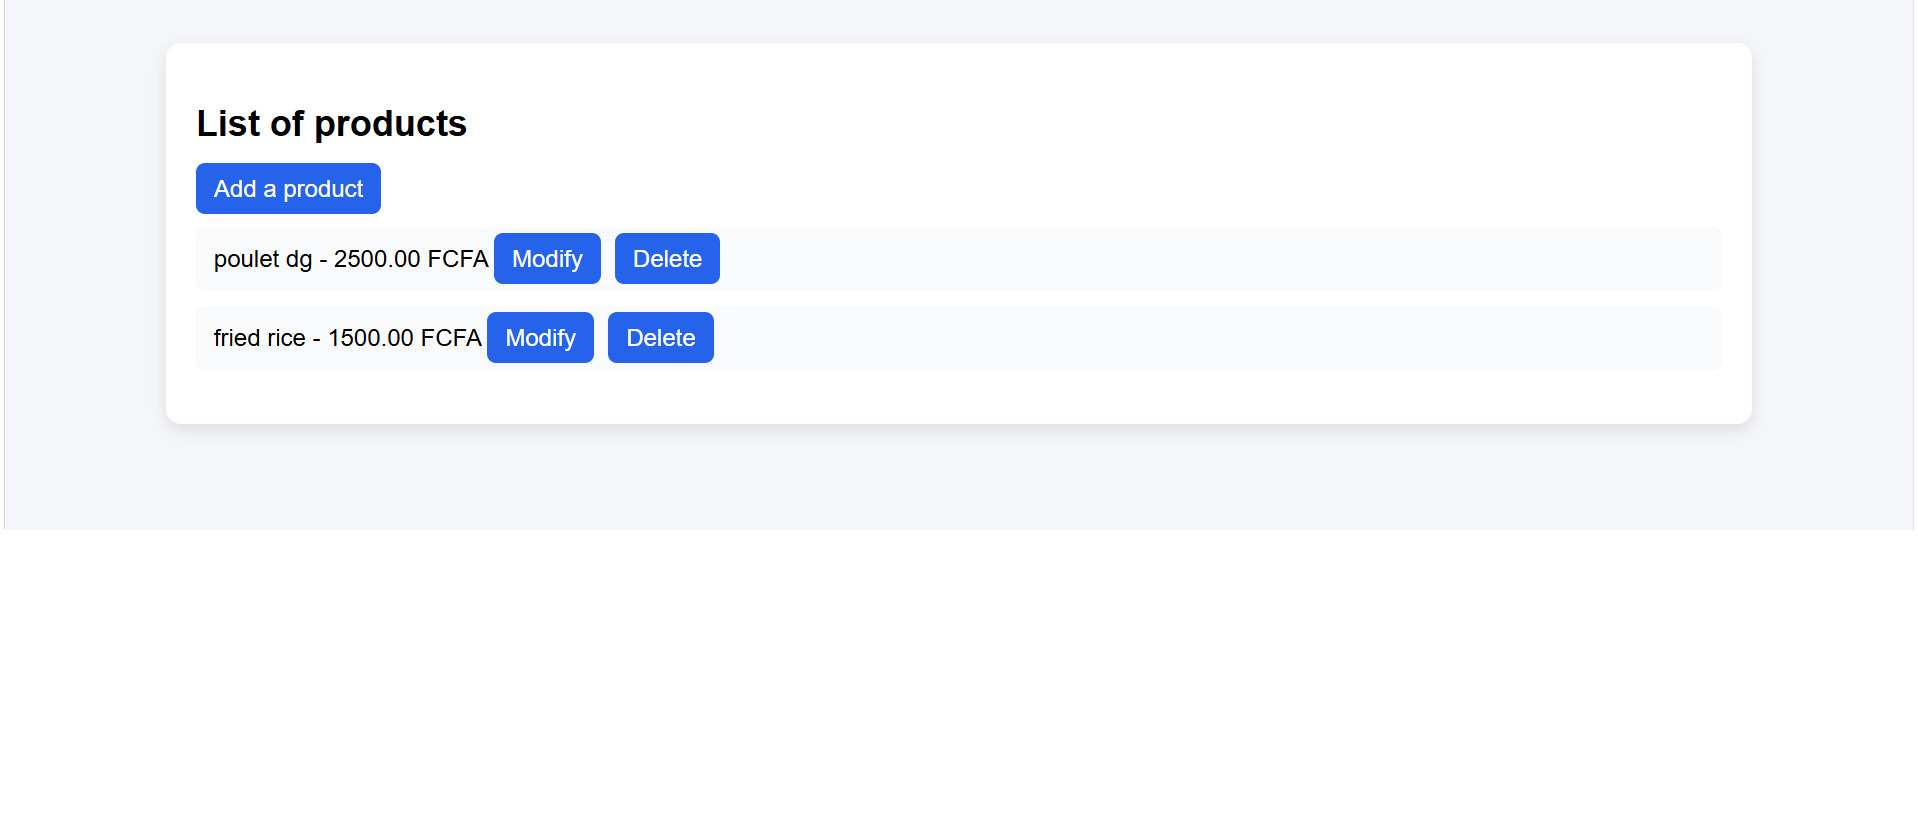 List of products
Add a product
poulet dg - 2500.00 FCFA Modify Delete
fried rice - 1500.00 FCFA Modify Delete